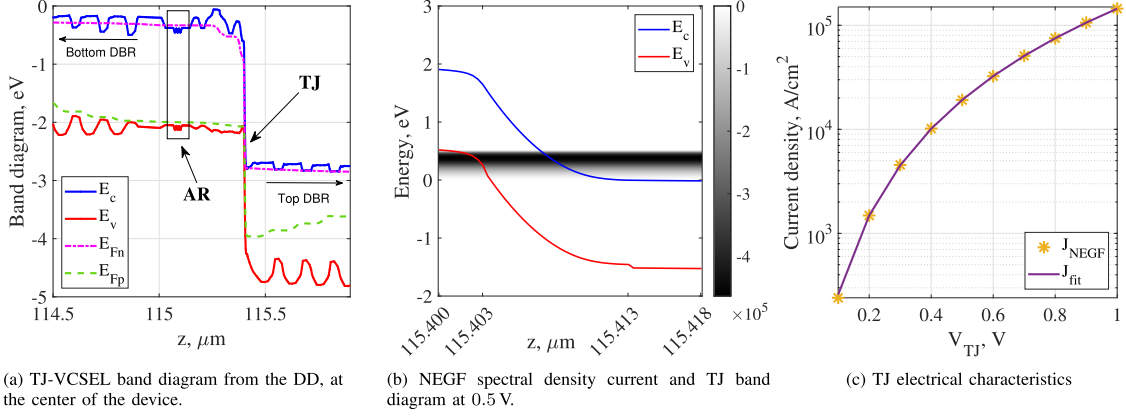 Band diagram, eV
0
-1
-2
-3
-4
-5
114.5
115
115.5
z, μm
Bottom DBR
TJ
AR
Top DBR
E_c
E_v
E_Fn
E_Fp
(a) TJ-VCSEL band diagram from the DD, at
the center of the device.
Energy, eV
2
1
0
-1
-2
115.400
115.403
115.413
115.418
z, μm
E_c
E_v
0
-1
-2
-3
-4
×10^5
(b) NEGF spectral density current and TJ band
diagram at 0.5 V.
Current density, A/cm^2
10^5
10^4
10^3
0.2
0.4
0.6
0.8
1
V_TJ, V
J_NEGF
J_fit
(c) TJ electrical characteristics